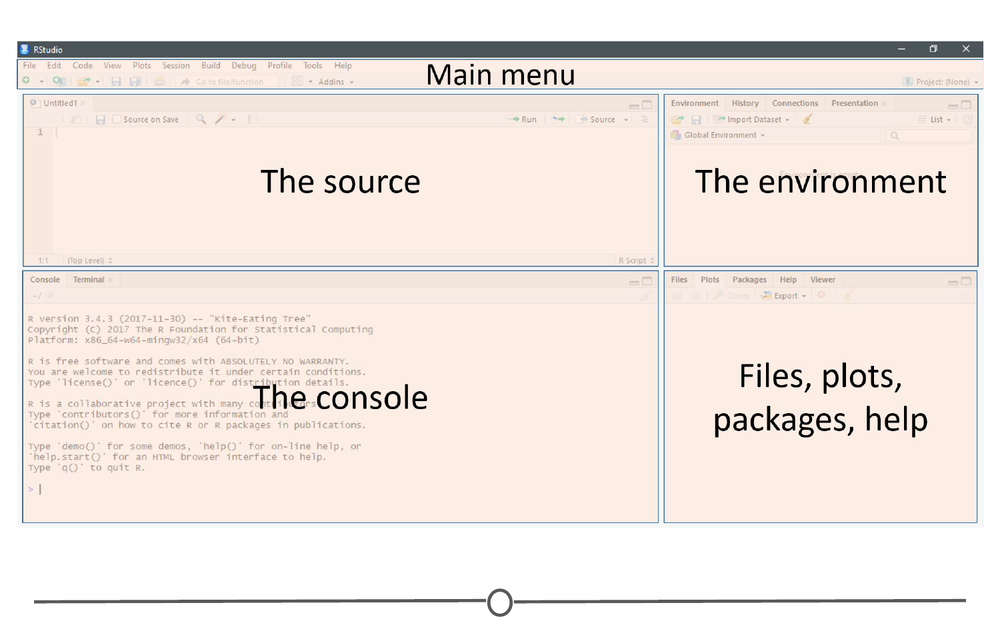 RStudio
File Edit Code View Plots Session Build Debug Profile Tools Help
Main menu
Go to file/function Addins
Project: (None)
Untitled1
Source on Save Run Source
1
The source
1:1 (Top Level) R Script
Environment History Connections Presentation
Import Dataset List
Global Environment
Environment is empty
The environment
Console Terminal
~/
R version 3.4.3 (2017-11-30) -- "Kite-Eating Tree"
Copyright (C) 2017 The R Foundation for Statistical Computing
Platform: x86_64-w64-mingw32/x64 (64-bit)
R is free software and comes with ABSOLUTELY NO WARRANTY.
You are welcome to redistribute it under certain conditions.
Type 'license()' or 'licence()' for distribution details.
The console
R is a collaborative project with many contributors.
Type 'contributors()' for more information and
'citation()' on how to cite R or R packages in publications.
Type 'demo()' for some demos, 'help()' for on-line help, or
'help.start()' for an HTML browser interface to help.
Type 'q()' to quit R.
>
Files Plots Packages Help Viewer
Zoom Export
Files, plots,
packages, help